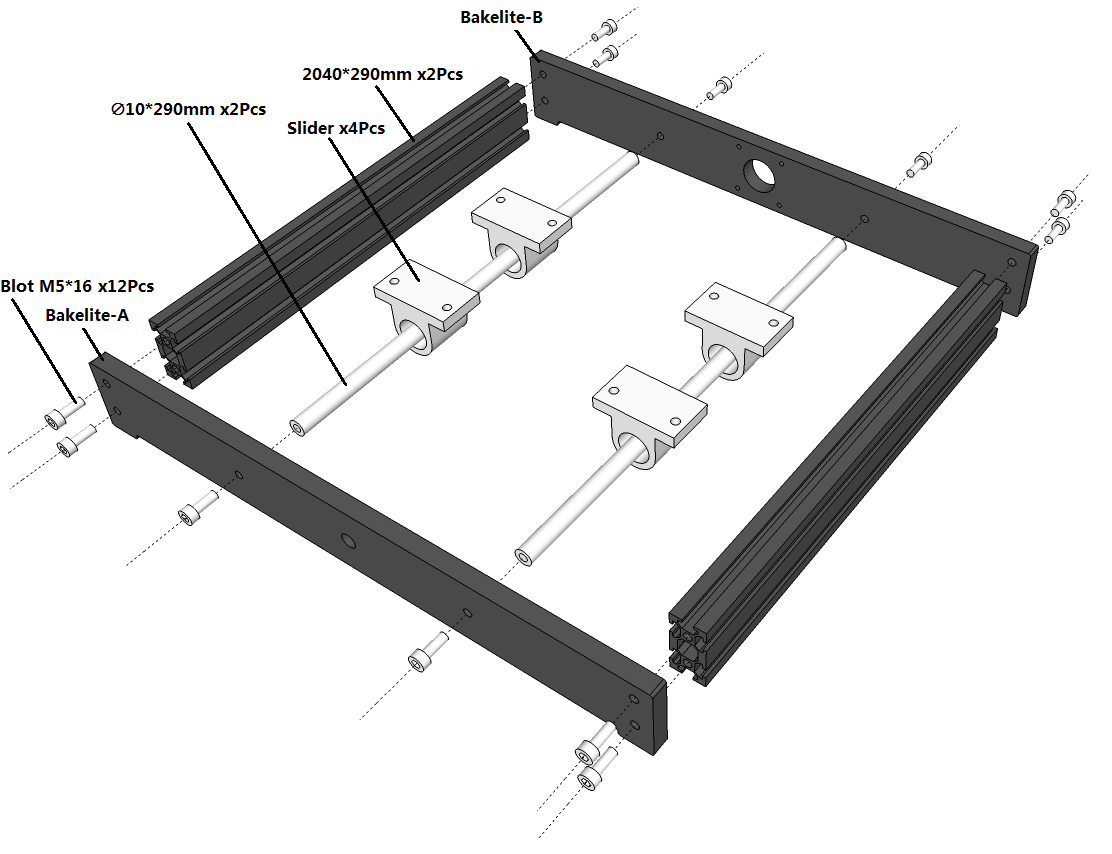 Bakelite-B
2040*290mm x2Pcs
∅10*290mm x2Pcs
Slider x4Pcs
Blot M5*16 x12Pcs
Bakelite-A